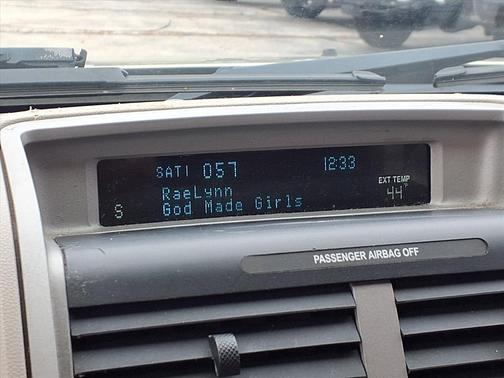 SAT1 057 12:33
RaeLynn
EXT TEMP
God Made Girls
44°
S
PASSENGER AIRBAG OFF